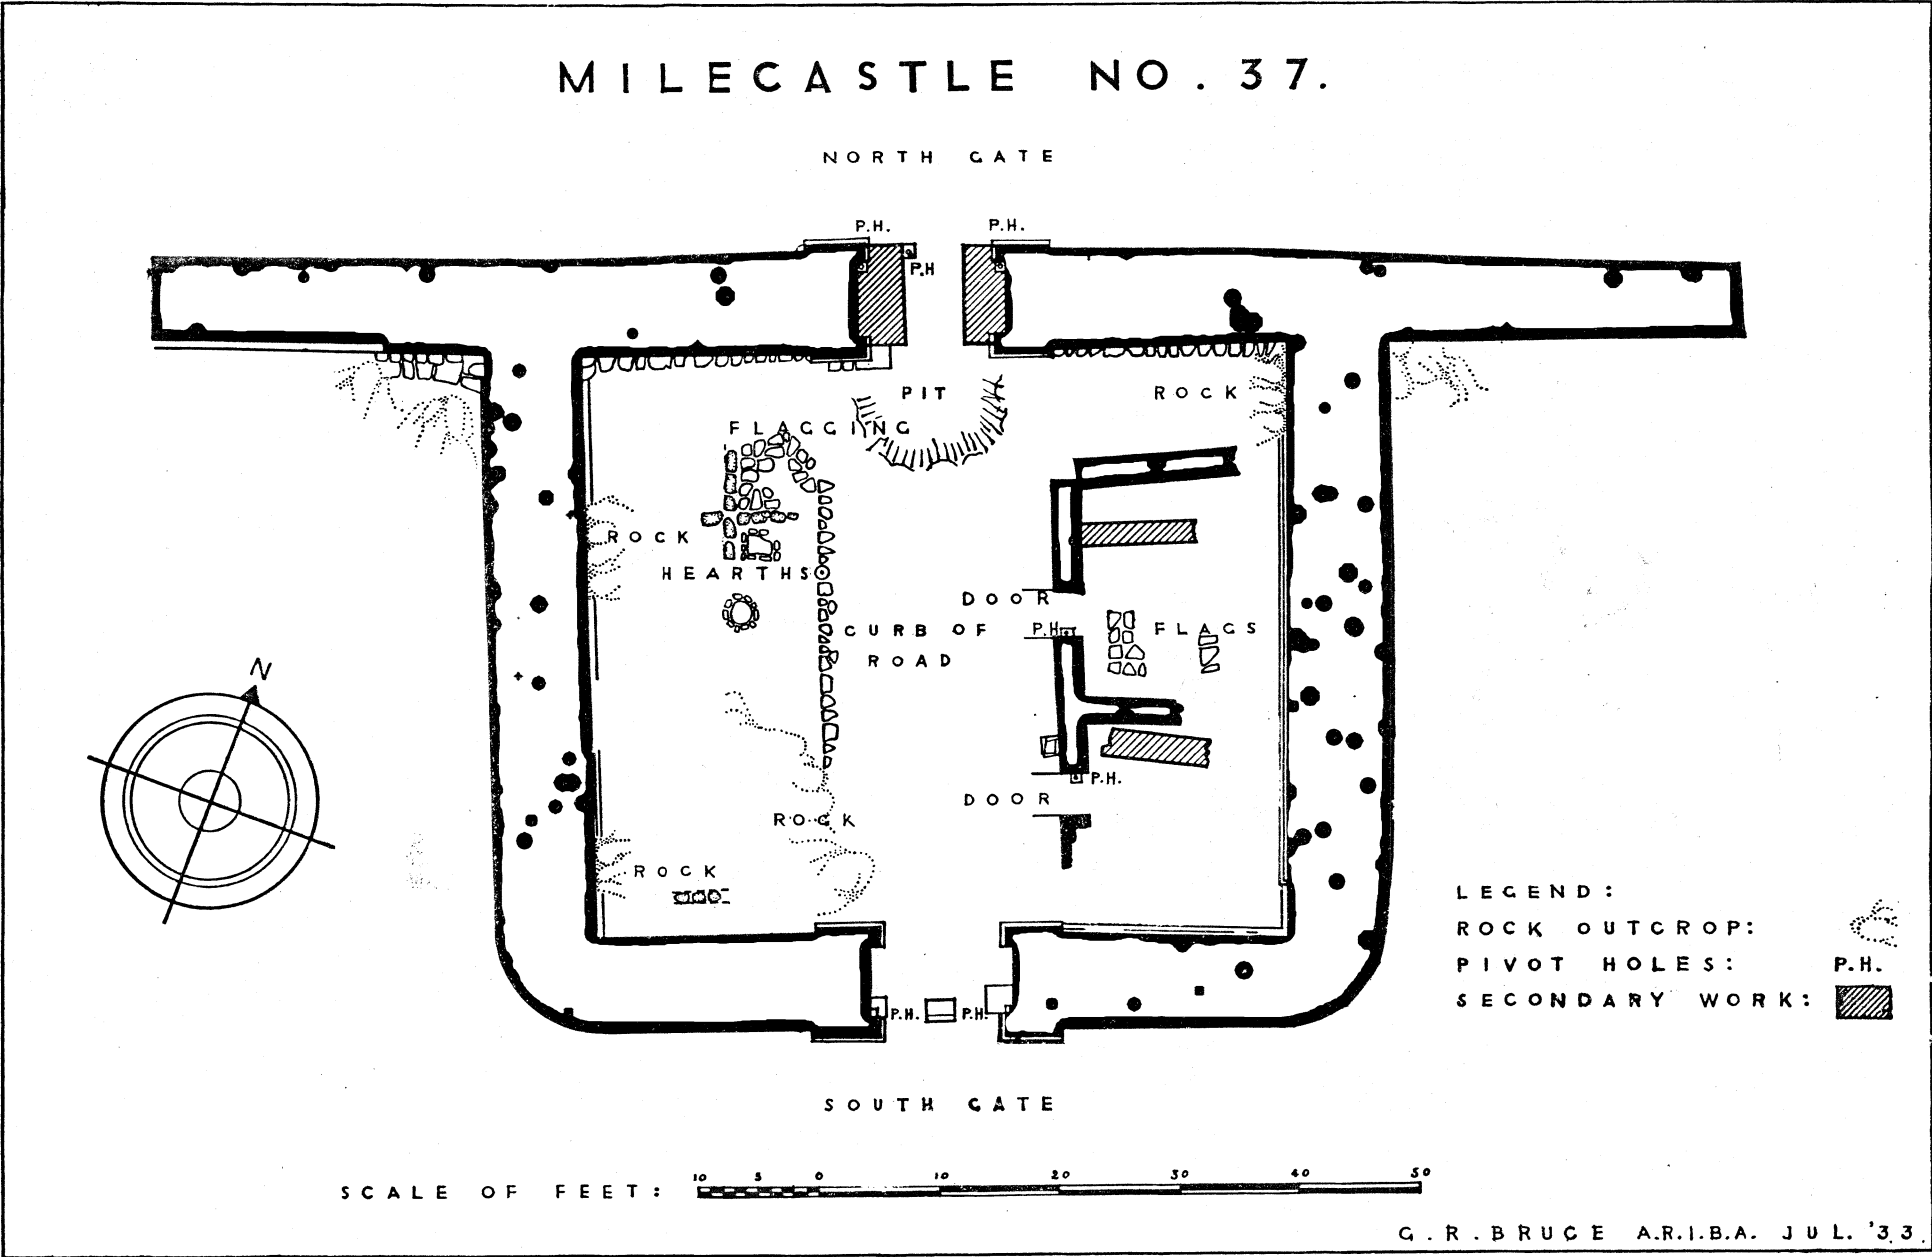 MILECASTLE NO. 37.
NORTH GATE
P.H. P.H.
P.H
PIT
ROCK
FLAGGING
ROCK
HEARTHS
DOOR
CURB OF
ROAD
P.H.
FLAGS
N
P.H.
DOOR
ROCK
ROCK
LEGEND:
ROCK OUTCROP:
PIVOT HOLES: P.H.
SECONDARY WORK:
P.H. P.H.
SOUTH GATE
SCALE OF FEET: 10 5 0 10 20 30 40 50
G.R. BRUCE A.R.I.B.A. JUL. '33.